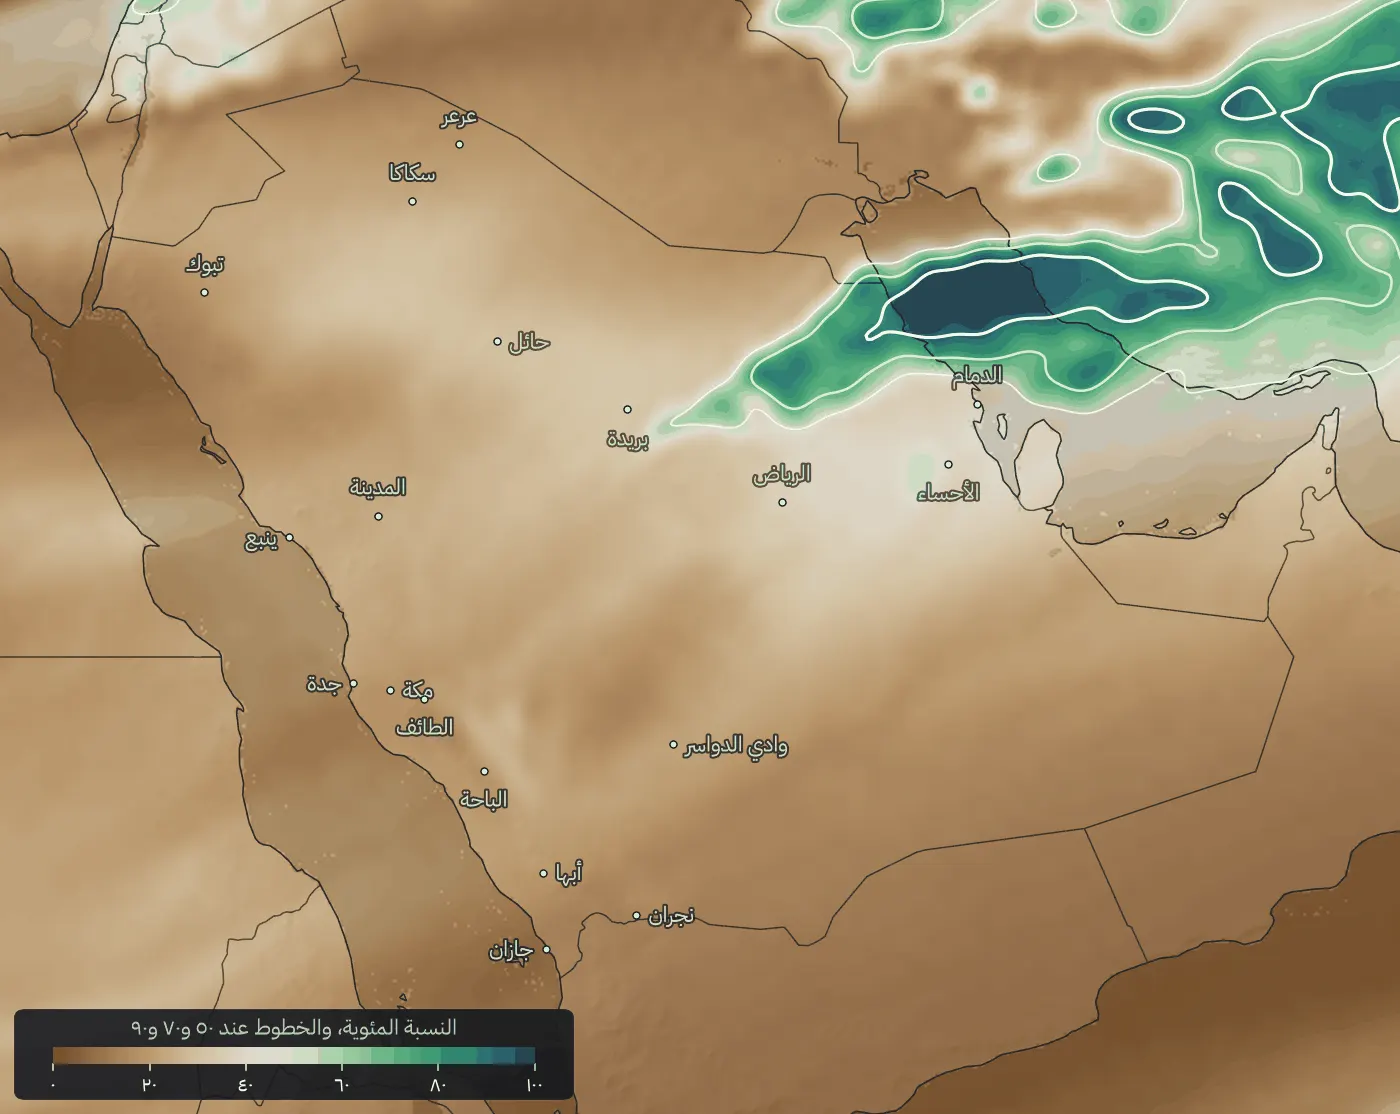 عرعر
سكاكا
تبوك
حائل
الدمام
بريدة
الرياض
الأحساء
المدينة
ينبع
جدة
مكة
الطائف
وادي الدواسر
الباحة
أبها
نجران
جازان
النسبة المئوية، والخطوط عند ٥٠ و٧٠ و٩٠
٠ ٢٠ ٤٠ ٦٠ ٨٠ ١٠٠